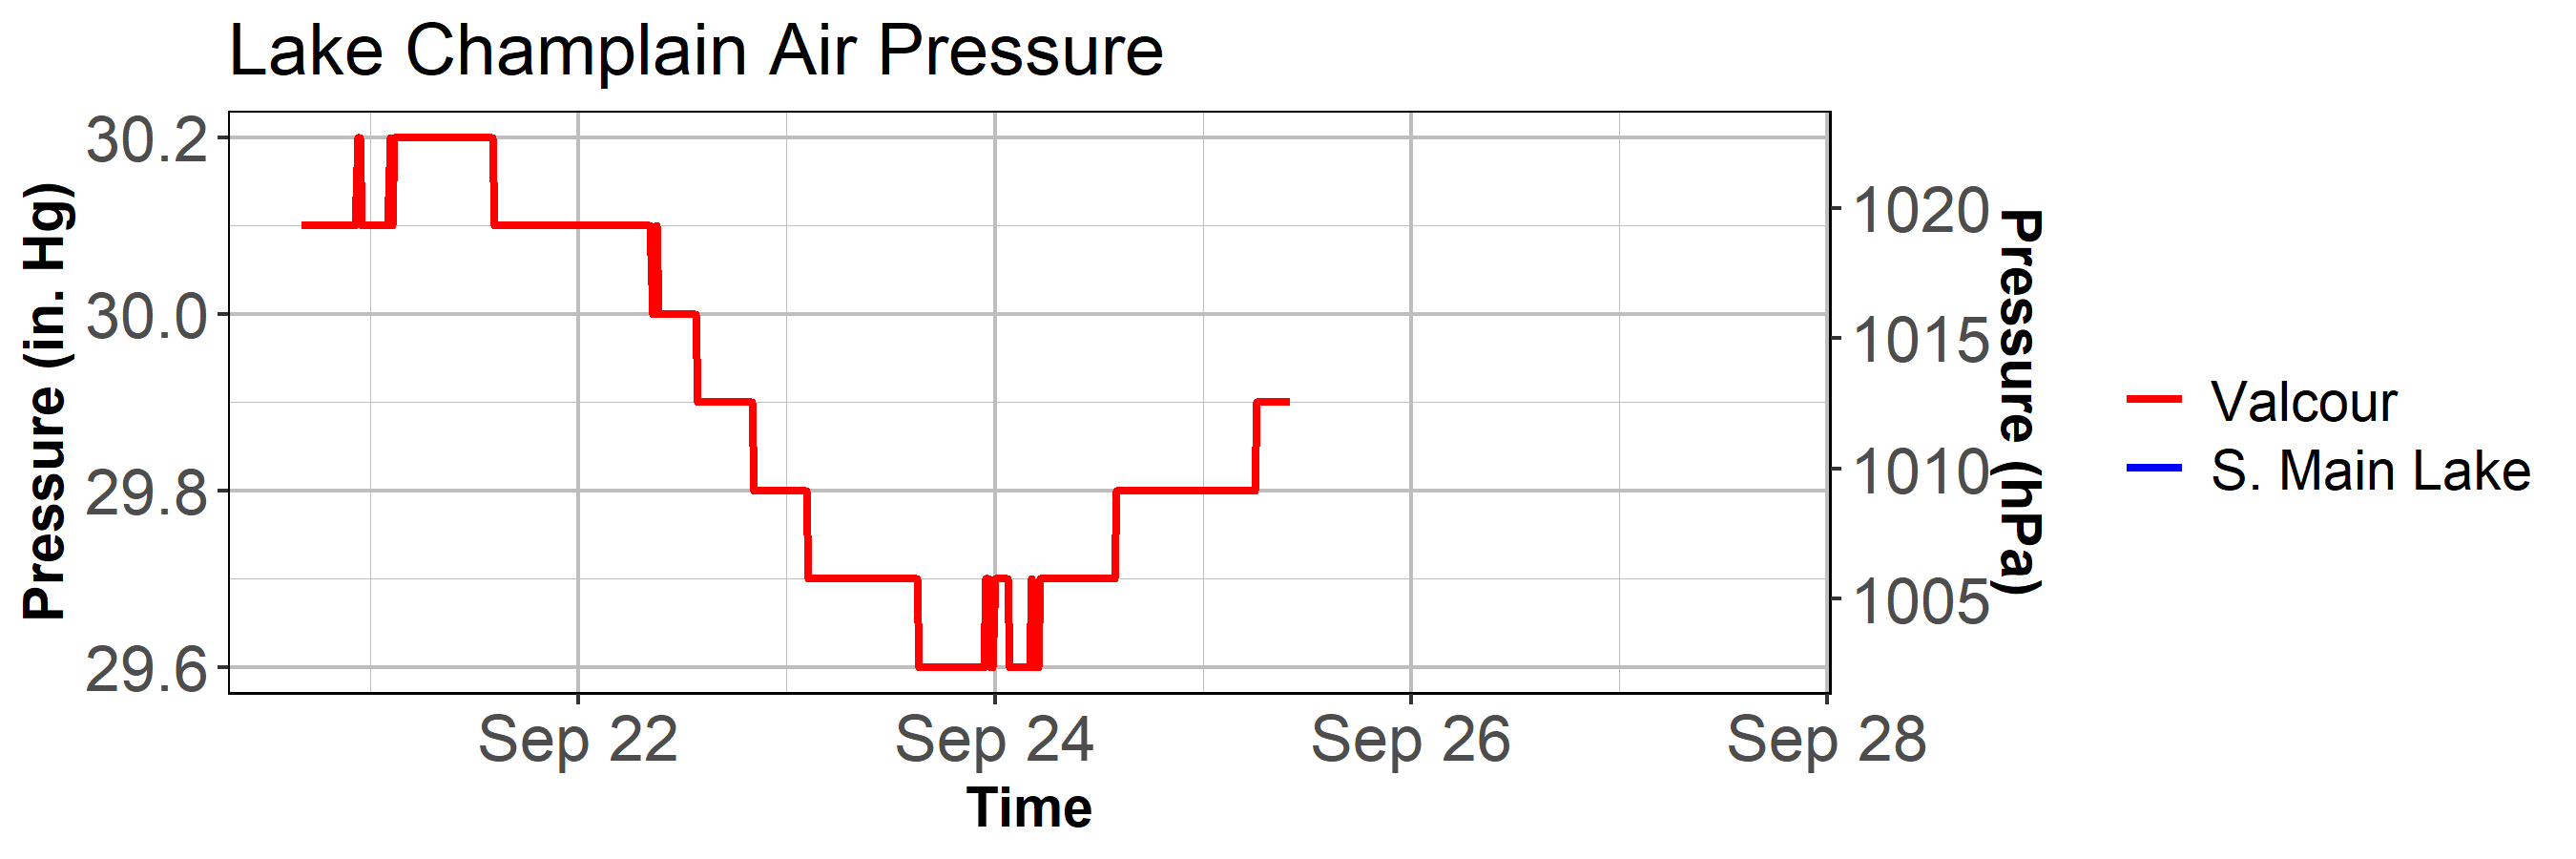 Lake Champlain Air Pressure
Pressure (in. Hg)
30.2
30.0
29.8
29.6
1020
1015
1010
1005
Pressure (hPa)
Valcour
S. Main Lake
Sep 22 Sep 24 Sep 26 Sep 28
Time